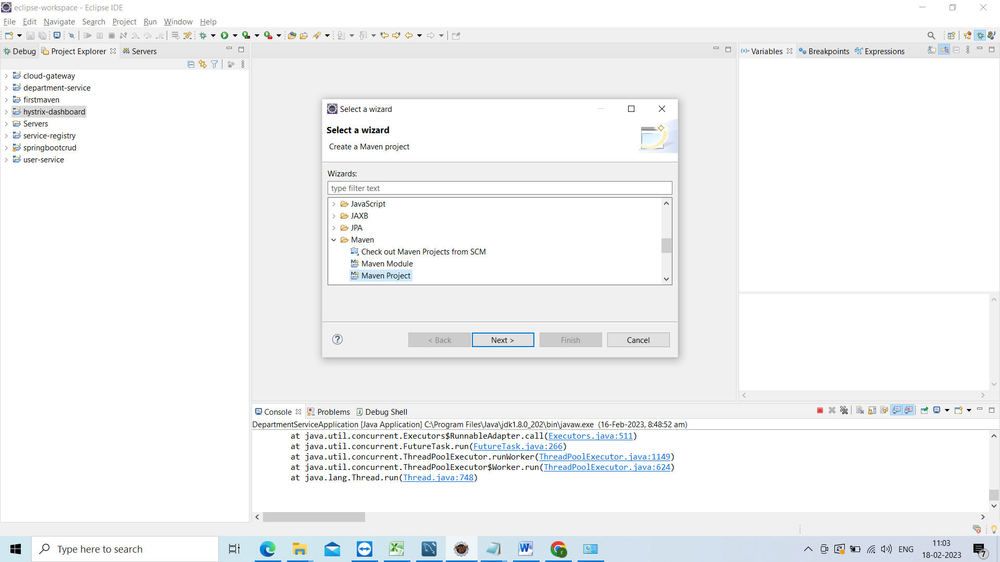 eclipse-workspace - Eclipse IDE
File Edit Navigate Search Project Run Window Help
Debug Project Explorer Servers
cloud-gateway
department-service
firstmaven
hystrix-dashboard
Servers
service-registry
springbootcrud
user-service
Select a wizard
Select a wizard
Create a Maven project
Wizards:
type filter text
JavaScript
JAXB
JPA
Maven
Check out Maven Projects from SCM
Maven Module
Maven Project
< Back Next > Finish Cancel
(x)= Variables Breakpoints Expressions
Console Problems Debug Shell
DepartmentServiceApplication [Java Application] C:\Program Files\Java\jdk1.8.0_202\bin\javaw.exe (16-Feb-2023, 8:48:52 am)
at java.util.concurrent.Executors$RunnableAdapter.call(Executors.java:511)
at java.util.concurrent.FutureTask.run(FutureTask.java:266)
at java.util.concurrent.ThreadPoolExecutor.runWorker(ThreadPoolExecutor.java:1149)
at java.util.concurrent.ThreadPoolExecutor$Worker.run(ThreadPoolExecutor.java:624)
at java.lang.Thread.run(Thread.java:748)
Type here to search
ENG
11:03
18-02-2023
7